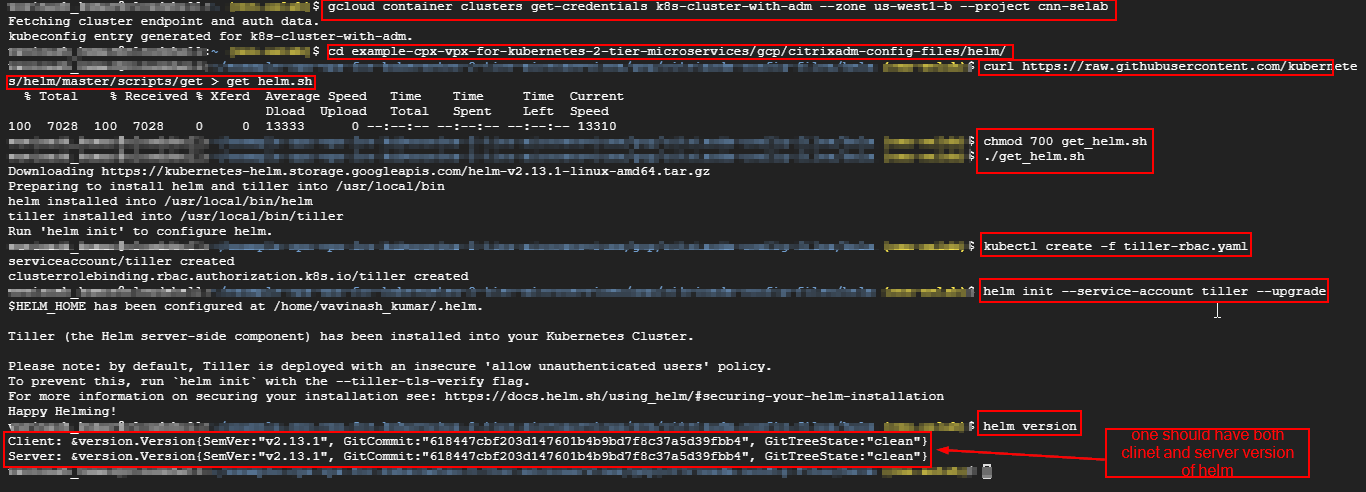 $ gcloud container clusters get-credentials k8s-cluster-with-adm --zone us-west1-b --project cnn-selab
Fetching cluster endpoint and auth data.
kubeconfig entry generated for k8s-cluster-with-adm.
:~ $ cd example-cpx-vpx-for-kubernetes-2-tier-microservices/gcp/citrixadm-config-files/helm/
$ curl https://raw.githubusercontent.com/kubernete
s/helm/master/scripts/get > get_helm.sh
% Total % Received % Xferd Average Speed Time Time Time Current
Dload Upload Total Spent Left Speed
100 7028 100 7028 0 0 13333 0 --:--:-- --:--:-- --:--:-- 13310
$ chmod 700 get_helm.sh
$ ./get_helm.sh
Downloading https://kubernetes-helm.storage.googleapis.com/helm-v2.13.1-linux-amd64.tar.gz
Preparing to install helm and tiller into /usr/local/bin
helm installed into /usr/local/bin/helm
tiller installed into /usr/local/bin/tiller
Run 'helm init' to configure helm.
$ kubectl create -f tiller-rbac.yaml
serviceaccount/tiller created
clusterrolebinding.rbac.authorization.k8s.io/tiller created
$ helm init --service-account tiller --upgrade
$HELM_HOME has been configured at /home/vavinash_kumar/.helm.
Tiller (the Helm server-side component) has been installed into your Kubernetes Cluster.
Please note: by default, Tiller is deployed with an insecure 'allow unauthenticated users' policy.
To prevent this, run `helm init` with the --tiller-tls-verify flag.
For more information on securing your installation see: https://docs.helm.sh/using_helm/#securing-your-helm-installation
Happy Helming!
$ helm version
Client: &version.Version{SemVer:"v2.13.1", GitCommit:"618447cbf203d147601b4b9bd7f8c37a5d39fbb4", GitTreeState:"clean"}
Server: &version.Version{SemVer:"v2.13.1", GitCommit:"618447cbf203d147601b4b9bd7f8c37a5d39fbb4", GitTreeState:"clean"}
$
one should have both
clinet and server version
of helm